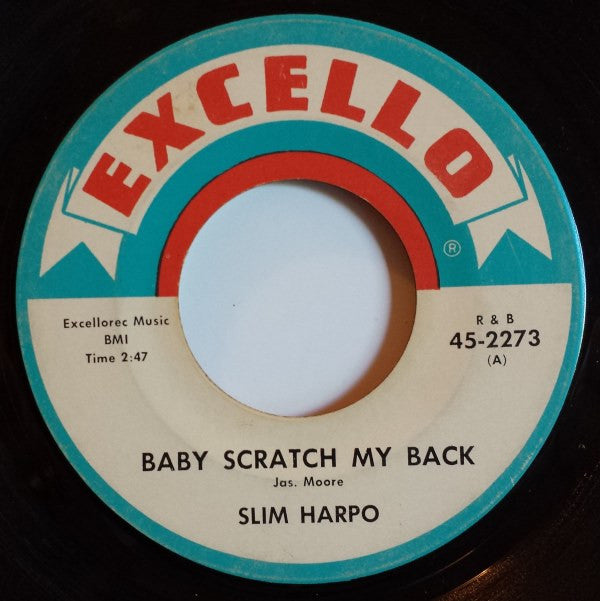 EXCELLO
®
Excellorec Music
BMI
Time 2:47
R & B
45-2273
(A)
BABY SCRATCH MY BACK
Jas. Moore
SLIM HARPO